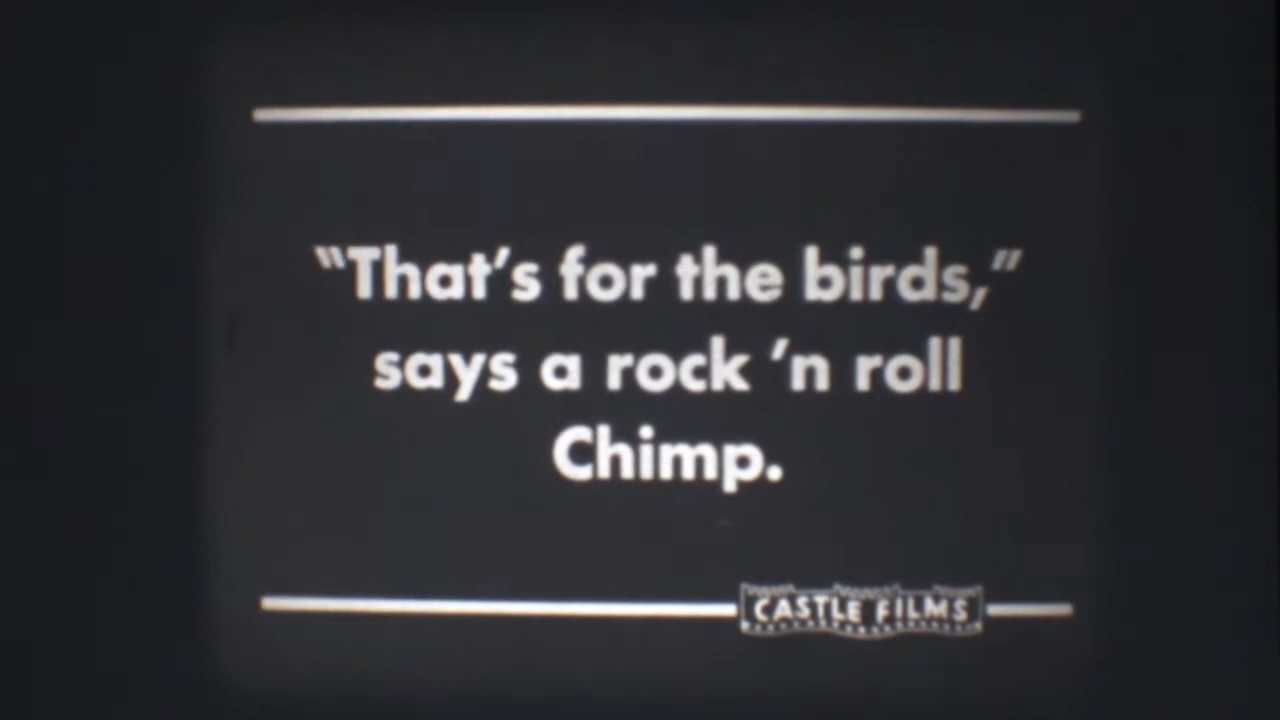 "That's for the birds,"
says a rock 'n roll
Chimp.
CASTLE FILMS